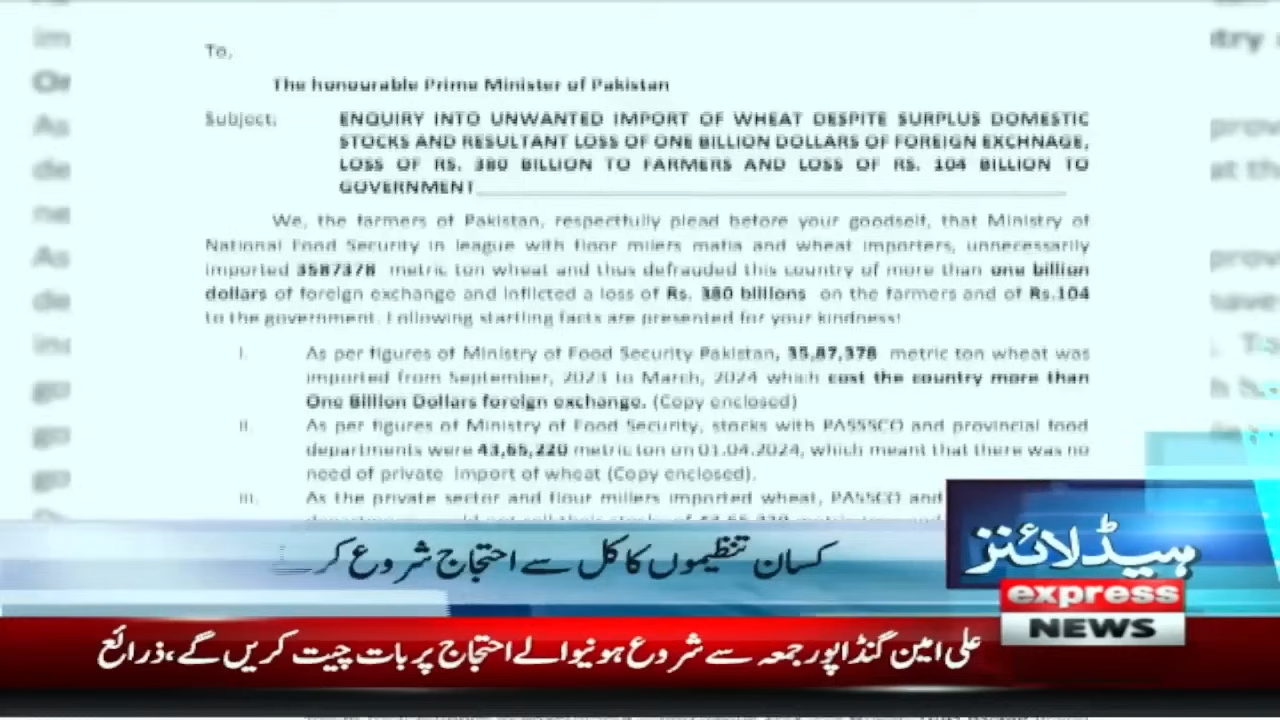 To,
The honourable Prime Minister of Pakistan
Subject: ENQUIRY INTO UNWANTED IMPORT OF WHEAT DESPITE SURPLUS DOMESTIC
STOCKS AND RESULTANT LOSS OF ONE BILLION DOLLARS OF FOREIGN EXCHNAGE,
LOSS OF RS. 380 BILLION TO FARMERS AND LOSS OF RS. 104 BILLION TO
GOVERNMENT
We, the farmers of Pakistan, respectfully plead before your goodself, that Ministry of
National Food Security in league with floor milers mafia and wheat importers, unnecessarily
imported 3587378 metric ton wheat and thus defrauded this country of more than one billion
dollars of foreign exchange and inflicted a loss of Rs. 380 billions on the farmers and of Rs.104
to the government. Following startling facts are presented for your kindness:
I. As per figures of Ministry of Food Security Pakistan, 35,87,378 metric ton wheat was
imported from September, 2023 to March, 2024 which cost the country more than
One Billion Dollars foreign exchange. (Copy enclosed)
II. As per figures of Ministry of Food Security, stocks with PASSSCO and provincial food
departments were 43,65,220 metric ton on 01.04.2024, which meant that there was no
need of private Import of wheat (Copy enclosed).
III. As the private sector and flour millers imported wheat, PASSCO and
ہیڈلائنز
کسان تنظیموں کا کل سے احتجاج شروع کر
express
NEWS
علی امین گنڈاپور جمعہ سے شروع ہونیوالے احتجاج پر بات چیت کریں گے، ذرائع